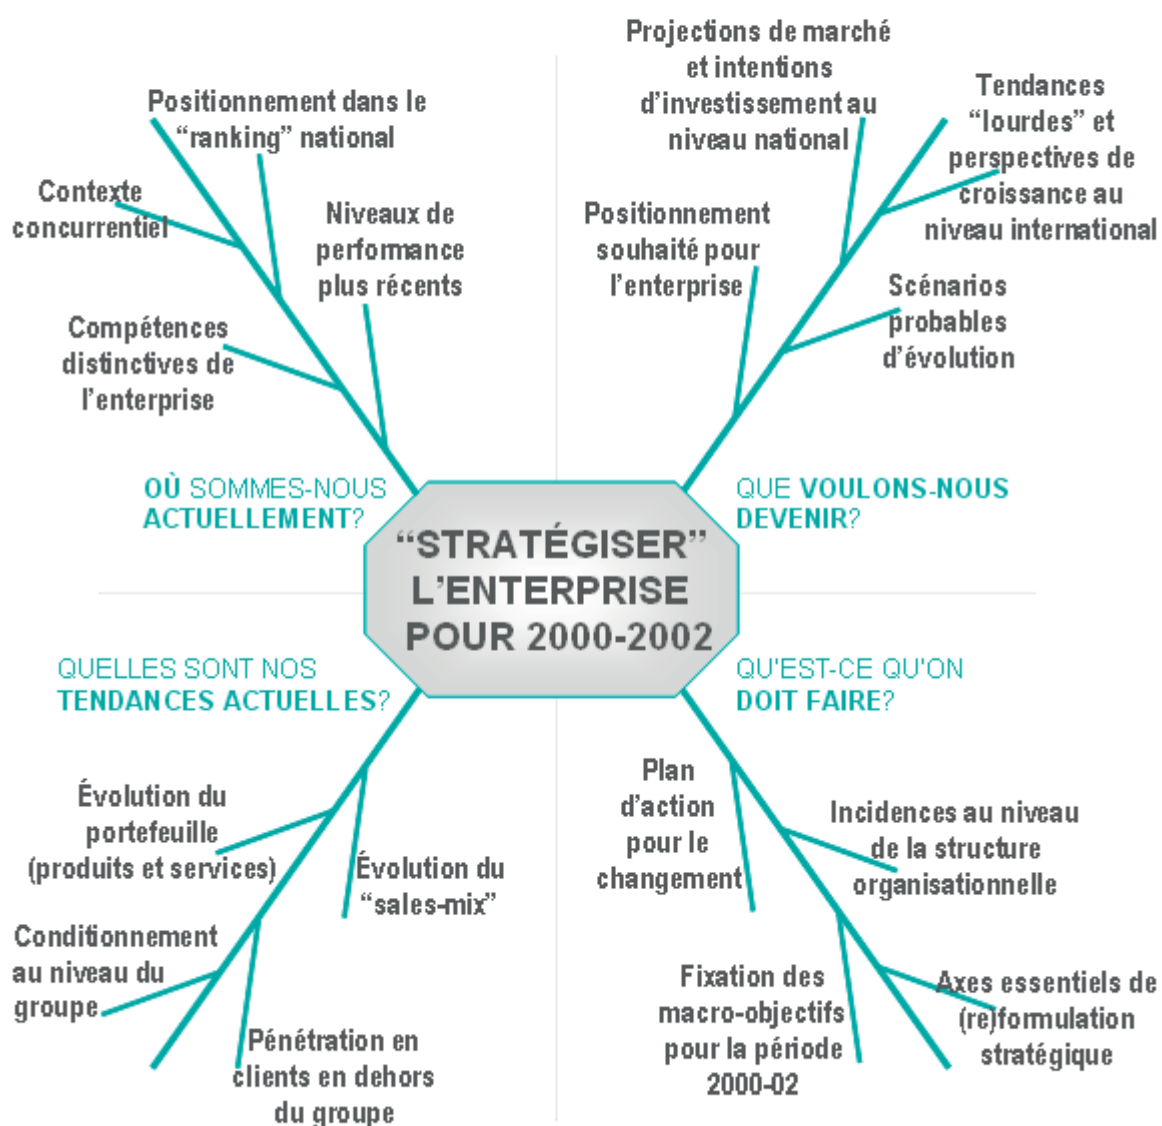 Positionnement dans le
“ranking” national
Contexte
concurrentiel
Niveaux de
performance
plus récents
Compétences
distinctives de
l’enterprise
OÙ SOMMES-NOUS
ACTUELLEMENT?
Projections de marché
et intentions
d’investissement au
niveau national
Tendances
“lourdes” et
perspectives de
croissance au
niveau international
Positionnement
souhaité pour
l’enterprise
Scénarios
probables
d’évolution
QUE VOULONS-NOUS
DEVENIR?
“STRATÉGISER”
L’ENTERPRISE
POUR 2000-2002
QUELLES SONT NOS
TENDANCES ACTUELLES?
Évolution du
portefeuille
(produits et services)
Évolution du
“sales-mix”
Conditionnement
au niveau du
groupe
Pénétration en
clients en dehors
du groupe
QU'EST-CE QU'ON
DOIT FAIRE?
Plan
d’action
pour le
changement
Incidences au niveau
de la structure
organisationnelle
Fixation des
macro-objectifs
pour la période
2000-02
Axes essentiels de
(re)formulation
stratégique